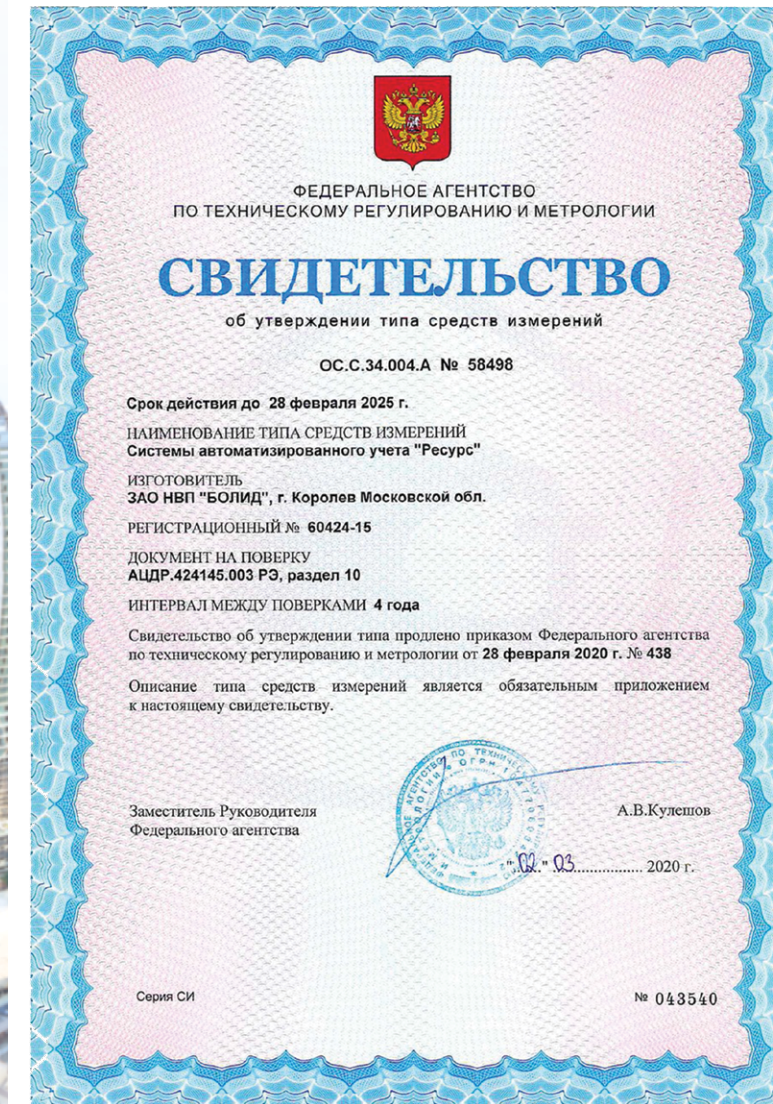 ФЕДЕРАЛЬНОЕ АГЕНТСТВО
ПО ТЕХНИЧЕСКОМУ РЕГУЛИРОВАНИЮ И МЕТРОЛОГИИ
СВИДЕТЕЛЬСТВО
об утверждении типа средств измерений
ОС.С.34.004.А № 58498
Срок действия до 28 февраля 2025 г.
НАИМЕНОВАНИЕ ТИПА СРЕДСТВ ИЗМЕРЕНИЙ
Системы автоматизированного учета "Ресурс"
ИЗГОТОВИТЕЛЬ
ЗАО НВП "БОЛИД", г. Королев Московской обл.
РЕГИСТРАЦИОННЫЙ № 60424-15
ДОКУМЕНТ НА ПОВЕРКУ
АЦДР.424145.003 РЭ, раздел 10
ИНТЕРВАЛ МЕЖДУ ПОВЕРКАМИ 4 года
Свидетельство об утверждении типа продлено приказом Федерального агентства
по техническому регулированию и метрологии от 28 февраля 2020 г. № 438
Описание типа средств измерений является обязательным приложением
к настоящему свидетельству.
Заместитель Руководителя
Федерального агентства
А.В.Кулешов
"02" 03 2020 г.
Серия СИ
№ 043540